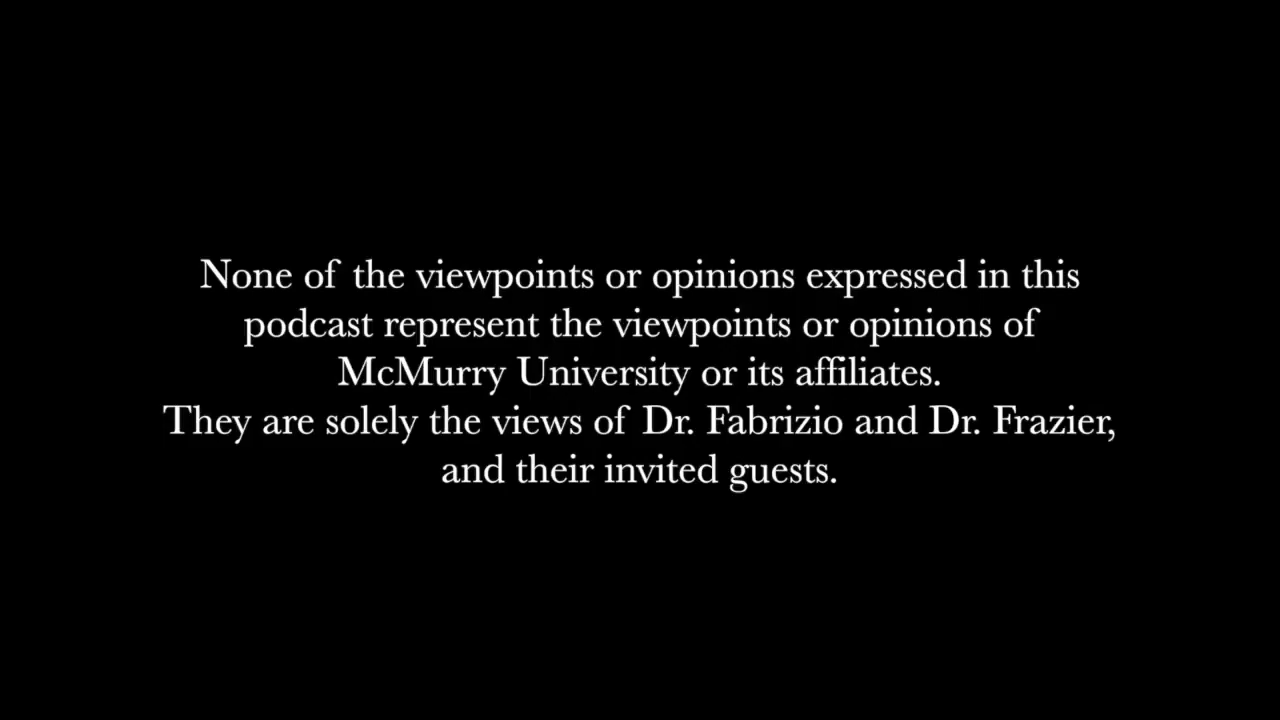 None of the viewpoints or opinions expressed in this
podcast represent the viewpoints or opinions of
McMurry University or its affiliates.
They are solely the views of Dr. Fabrizio and Dr. Frazier,
and their invited guests.